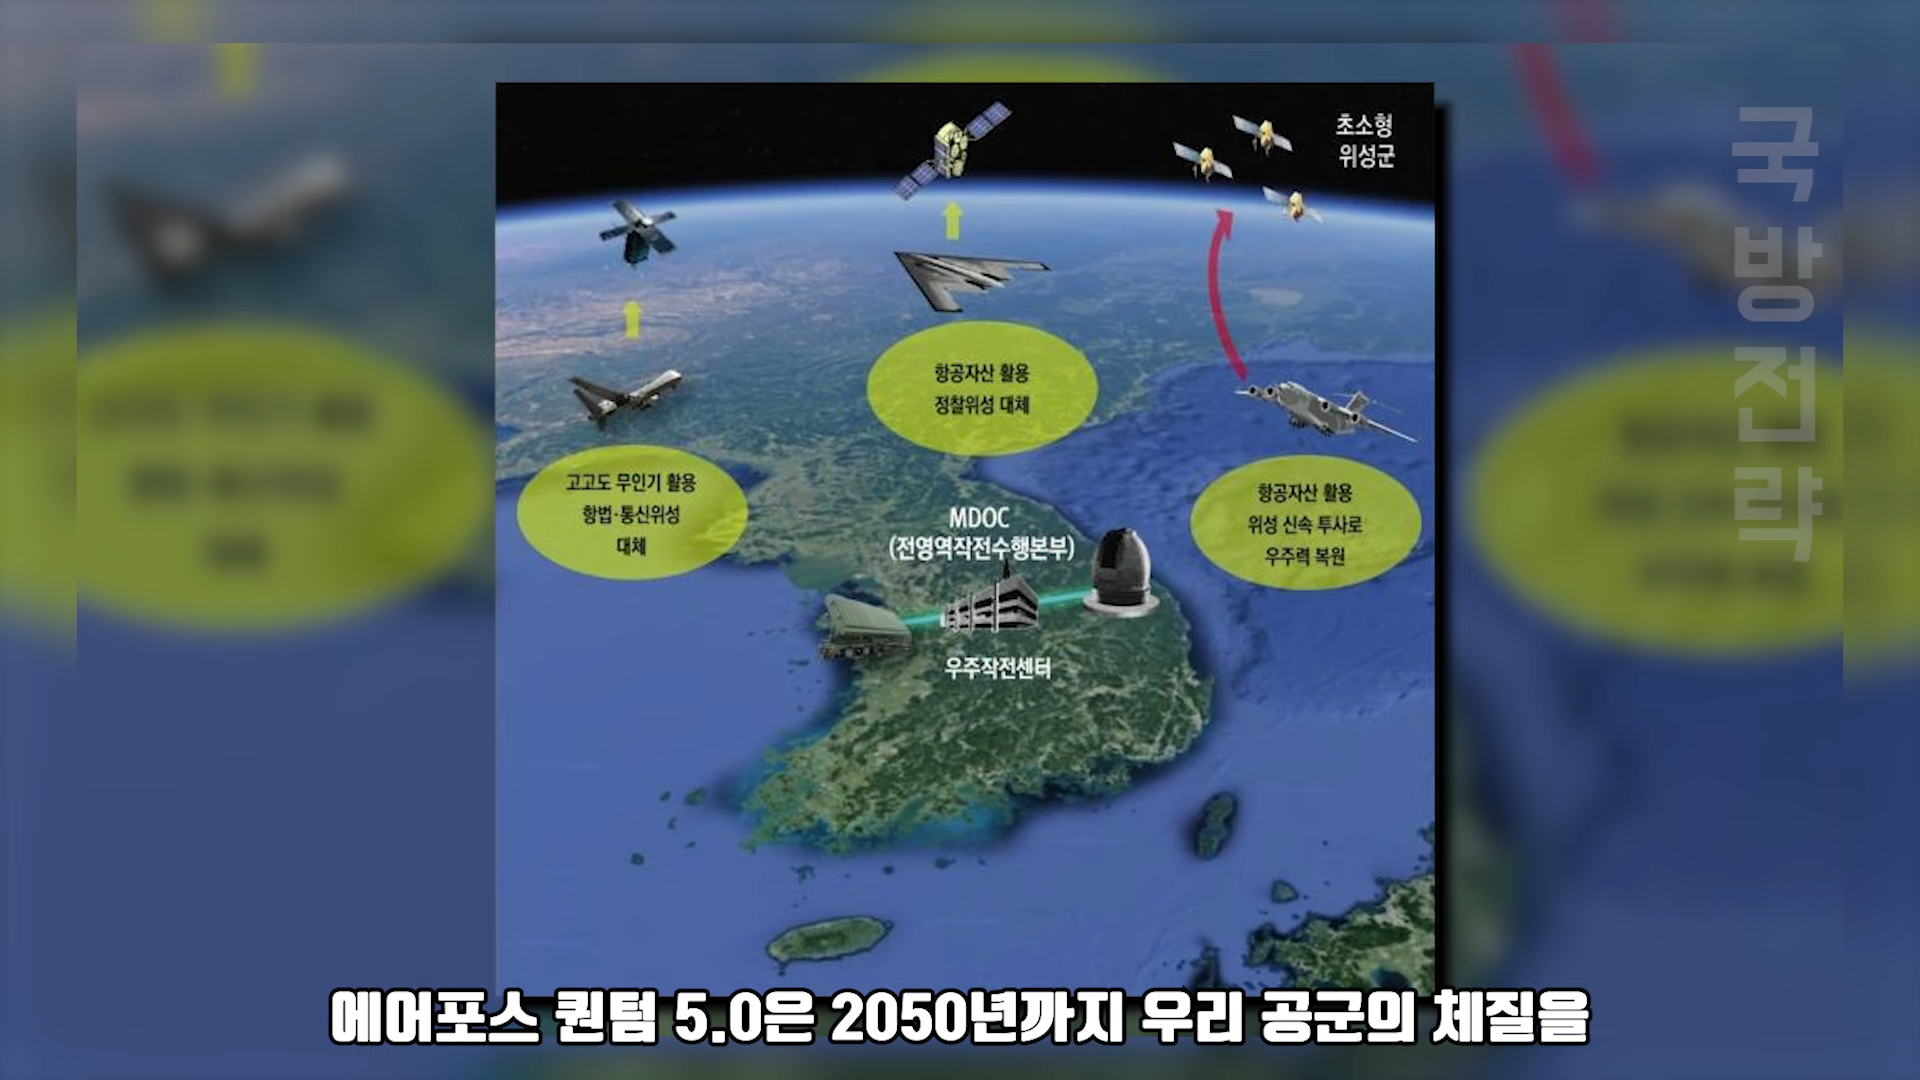 초소형
위성군
항공자산 활용
정찰위성 대체
고고도 무인기 활용
항법·통신위성
대체
항공자산 활용
위성 신속 투사로
우주력 복원
MDOC
(전영역작전수행본부)
우주작전센터
국방전략
에어포스 퀀텀 5.0은 2050년까지 우리 공군의 체질을